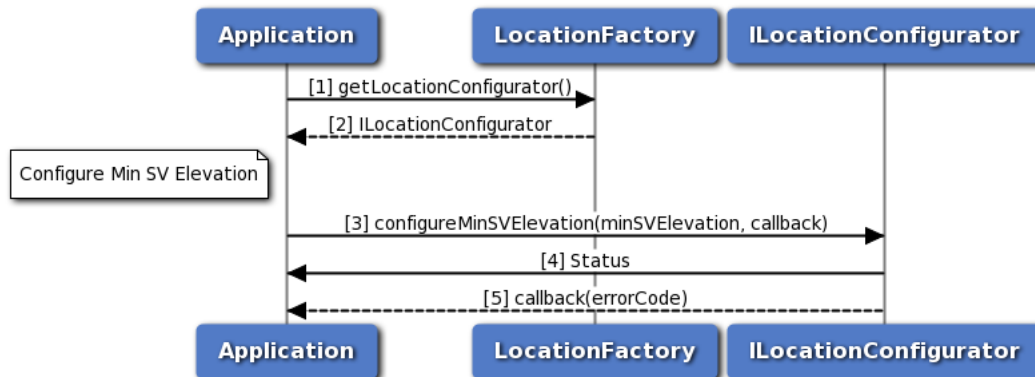 Application
LocationFactory
ILocationConfigurator
[1] getLocationConfigurator()
[2] ILocationConfigurator
Configure Min SV Elevation
[3] configureMinSVElevation(minSVElevation, callback)
[4] Status
[5] callback(errorCode)
Application
LocationFactory
ILocationConfigurator